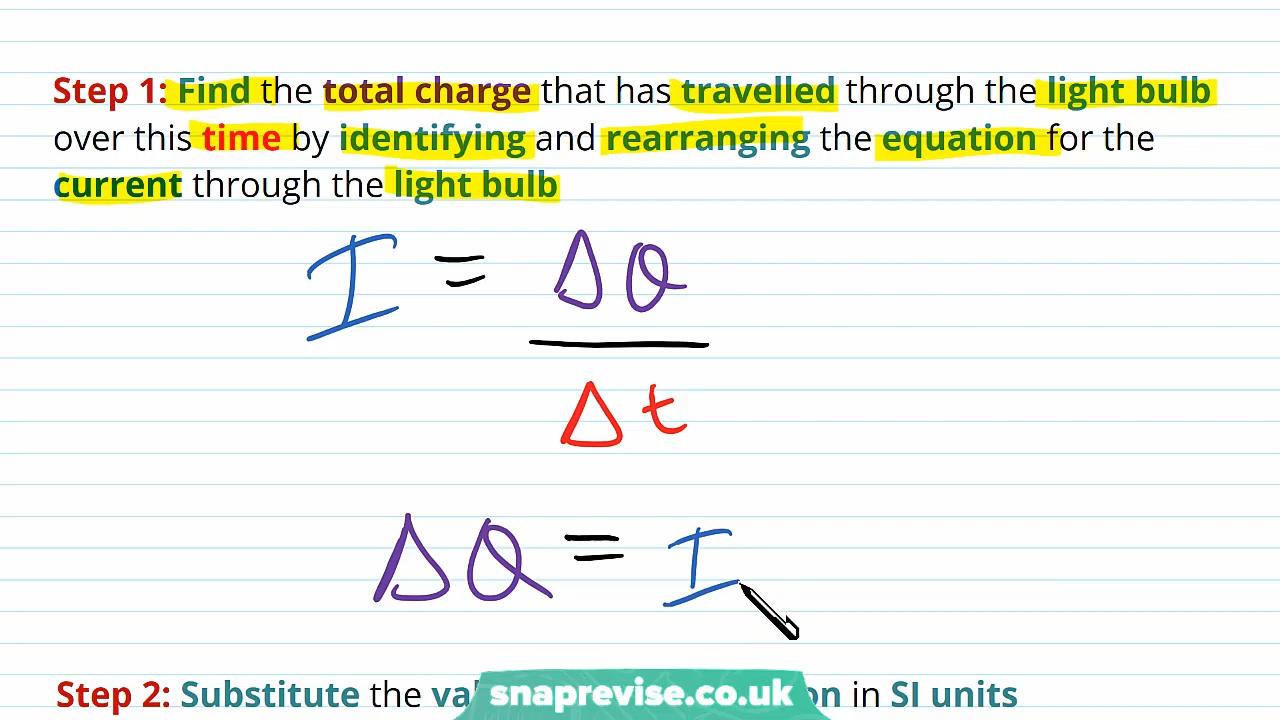 Step 1: Find the total charge that has travelled through the light bulb
over this time by identifying and rearranging the equation for the
current through the light bulb
I = ΔQ
Δt
ΔQ = I
Step 2: Substitute the in SI units
snaprevise.co.uk